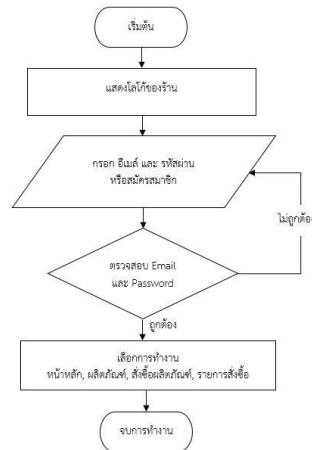 เริ่มต้น
แสดงโลโก้ของร้าน
กรอก อีเมล์ และ รหัสผ่าน
หรือสมัครสมาชิก
ไม่ถูกต้อง
ตรวจสอบ Email
และ Password
ถูกต้อง
เลือกการทำงาน
หน้าหลัก, ผลิตภัณฑ์, สั่งซื้อผลิตภัณฑ์, รายการสั่งซื้อ
จบการทำงาน